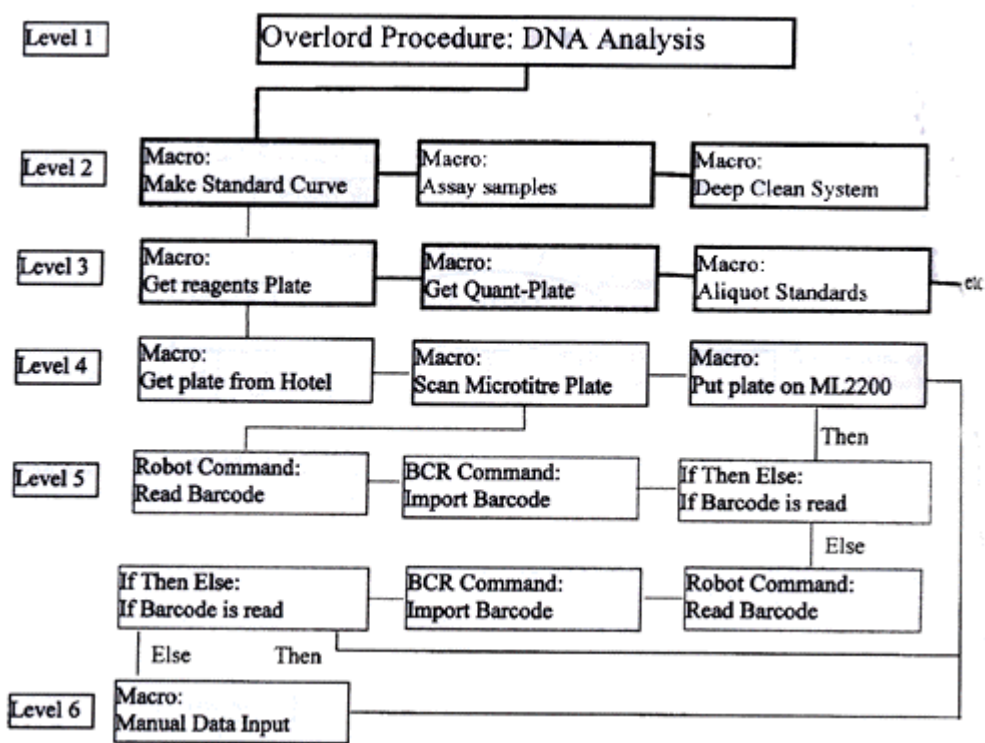 Level 1
Overlord Procedure: DNA Analysis
Level 2
Macro:
Make Standard Curve
Macro:
Assay samples
Macro:
Deep Clean System
Level 3
Macro:
Get reagents Plate
Macro:
Get Quant-Plate
Macro:
Aliquot Standards
etc
Level 4
Macro:
Get plate from Hotel
Macro:
Scan Microtitre Plate
Macro:
Put plate on ML2200
Then
Level 5
Robot Command:
Read Barcode
BCR Command:
Import Barcode
If Then Else:
If Barcode is read
Else
If Then Else:
If Barcode is read
BCR Command:
Import Barcode
Robot Command:
Read Barcode
Else
Then
Level 6
Macro:
Manual Data Input